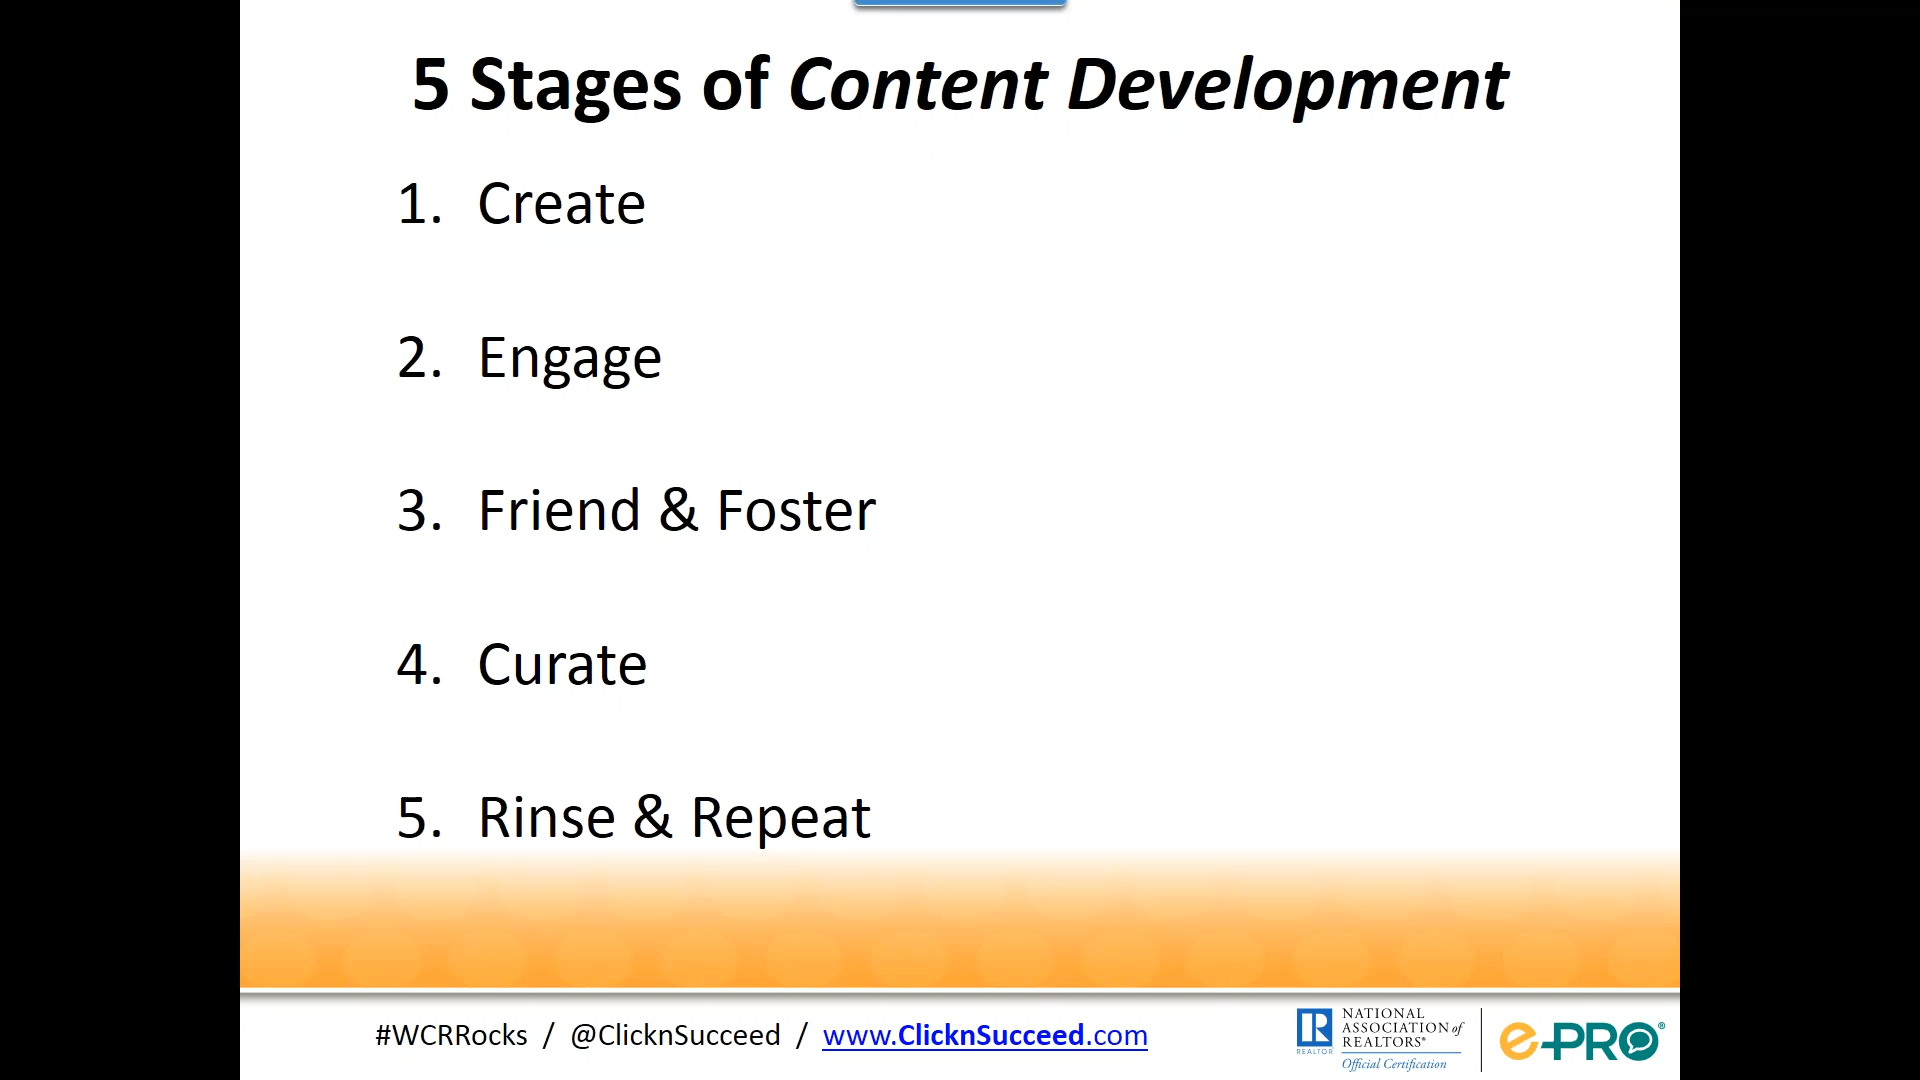 5 Stages of Content Development
1. Create
2. Engage
3. Friend & Foster
4. Curate
5. Rinse & Repeat
#WCRRocks / @ClicknSucceed / www.ClicknSucceed.com
REALTOR
NATIONAL
ASSOCIATION of
REALTORS®
Official Certification
e-PRO®